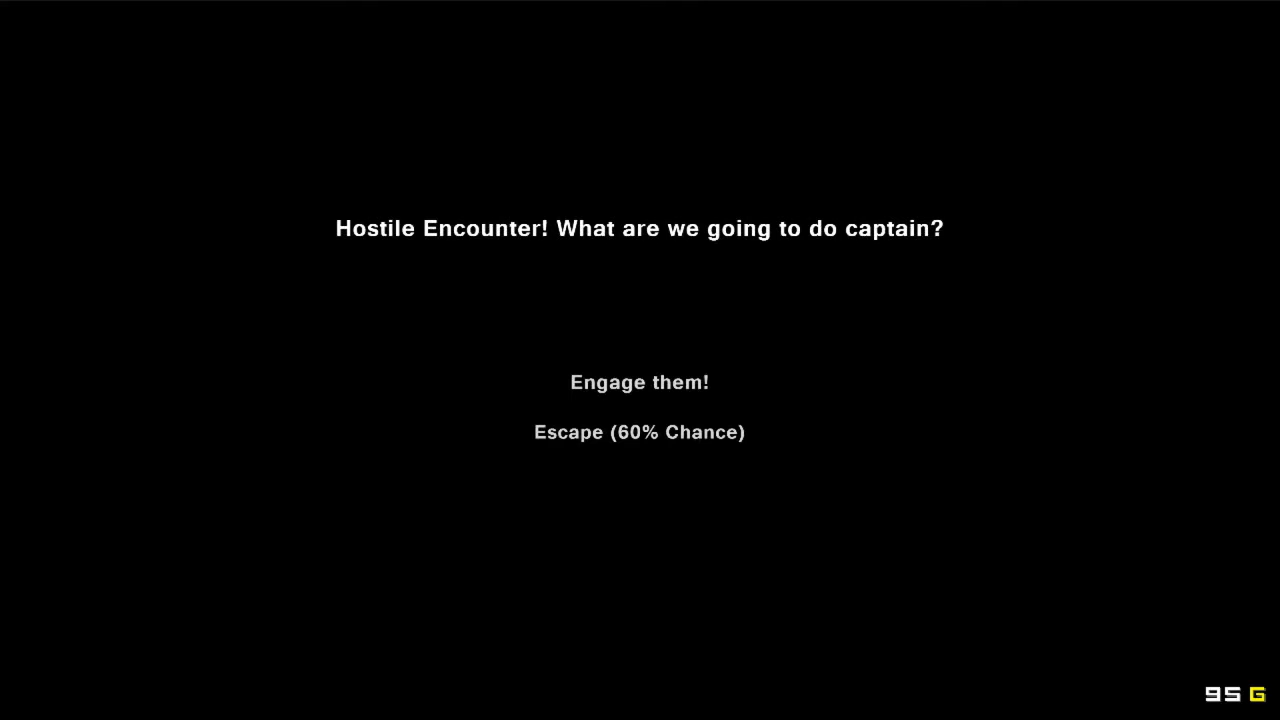 Hostile Encounter! What are we going to do captain?
Engage them!
Escape (60% Chance)
95 G